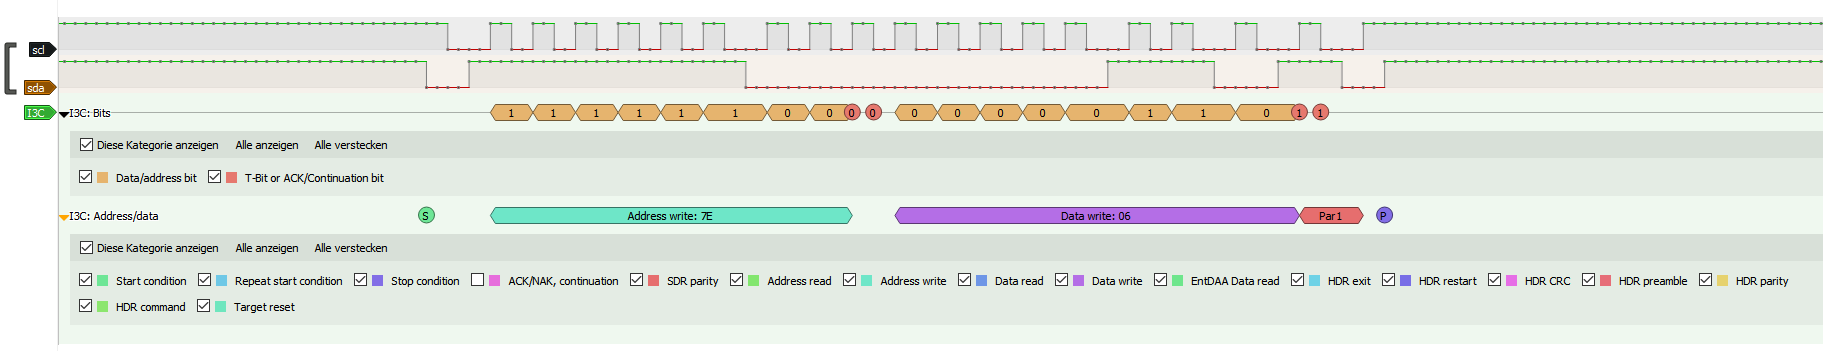 scl
sda
I3C
I3C: Bits
1 1 1 1 1 1 0 0 0 0 0 0 0 0 0 1 1 0 1 1
Diese Kategorie anzeigen Alle anzeigen Alle verstecken
Data/address bit T-Bit or ACK/Continuation bit
I3C: Address/data
S Address write: 7E Data write: 06 Par1 P
Diese Kategorie anzeigen Alle anzeigen Alle verstecken
Start condition Repeat start condition Stop condition ACK/NAK, continuation SDR parity Address read Address write Data read Data write EntDAA Data read HDR exit HDR restart HDR CRC HDR preamble HDR parity
HDR command Target reset